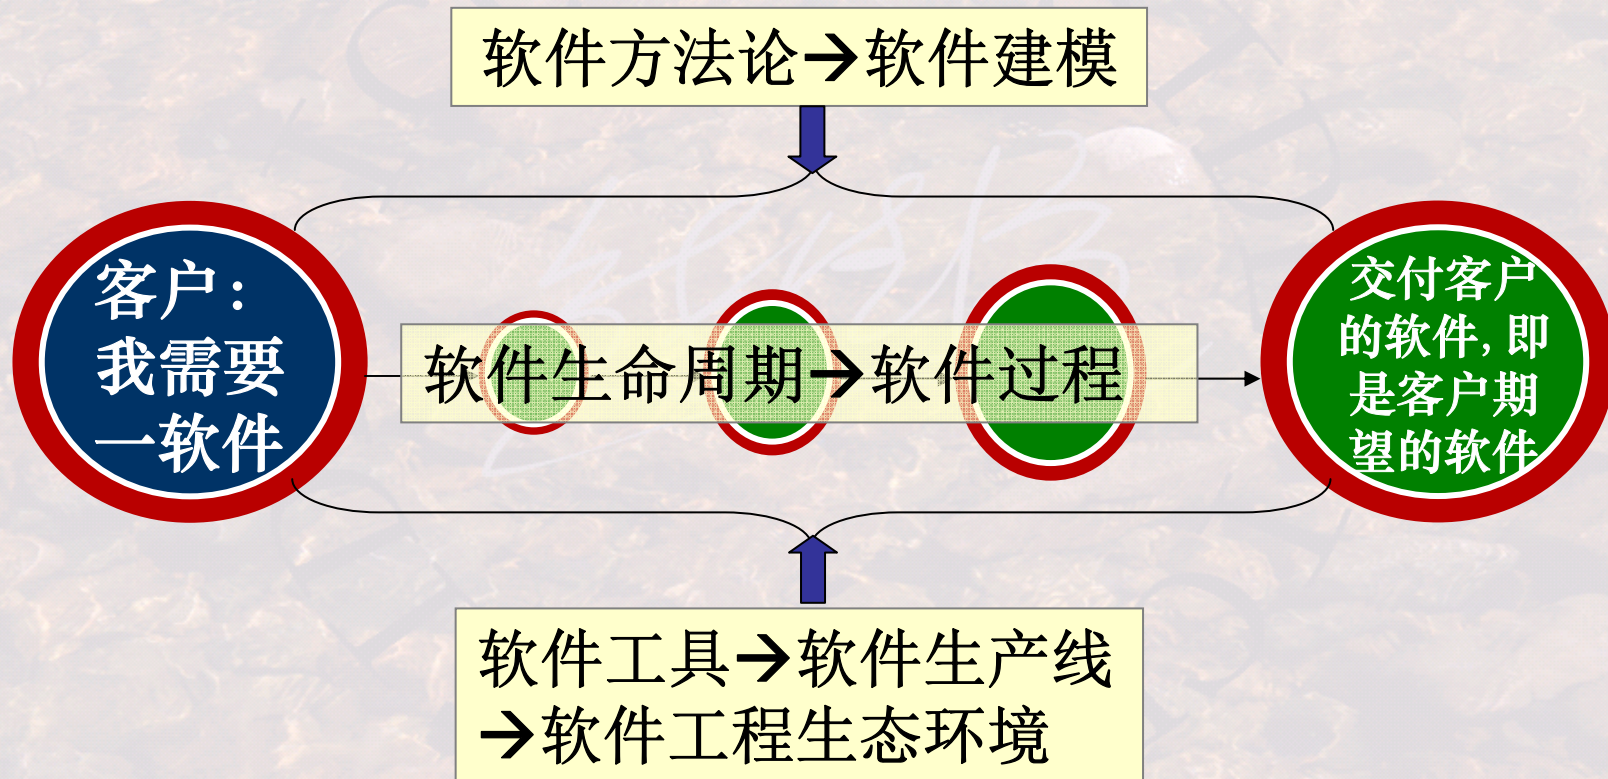 软件方法论→软件建模
客户：
我需要
一软件
软件生命周期→软件过程
交付客户
的软件, 即
是客户期
望的软件
软件工具→软件生产线
→软件工程生态环境